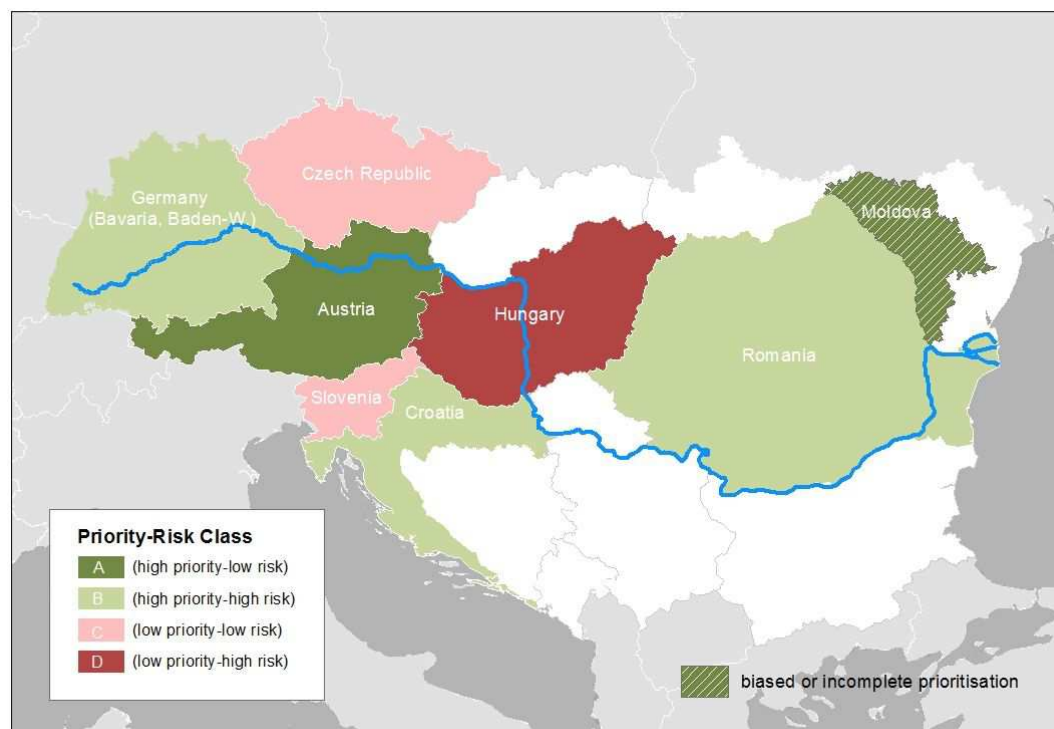 Czech Republic
Germany
(Bavaria, Baden-W.)
Moldova
Austria
Hungary
Romania
Slovenia
Croatia
Priority-Risk Class
A (high priority-low risk)
B (high priority-high risk)
C (low priority-low risk)
D (low priority-high risk)
biased or incomplete prioritisation